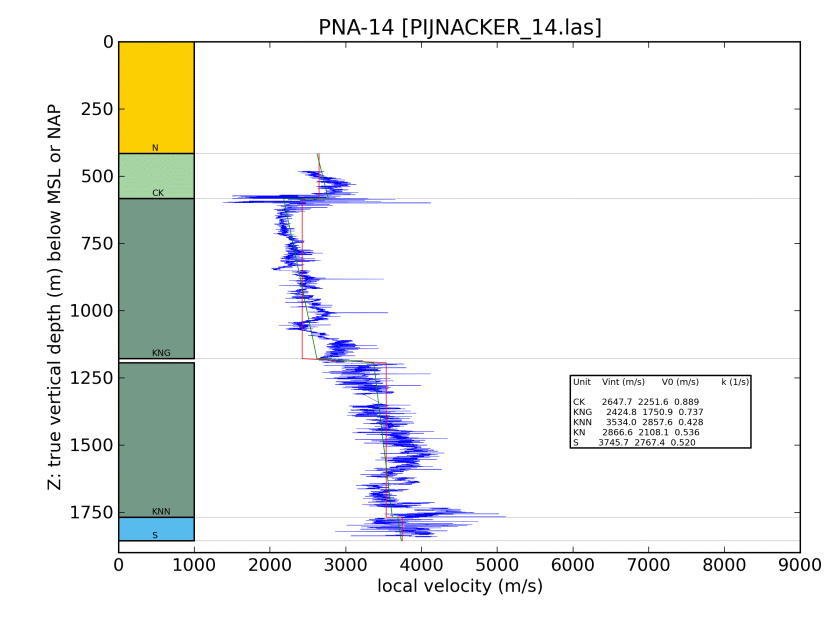 PNA-14 [PIJNACKER_14.las]
0
250
500
750
1000
1250
1500
1750
Z: true vertical depth (m) below MSL or NAP
N
CK
KNG
KNN
S
Unit Vint (m/s) V0 (m/s) k (1/s)
CK 2647.7 2251.6 0.889
KNG 2424.8 1750.9 0.737
KNN 3534.0 2857.6 0.428
KN 2866.6 2108.1 0.536
S 3745.7 2767.4 0.520
0 1000 2000 3000 4000 5000 6000 7000 8000 9000
local velocity (m/s)